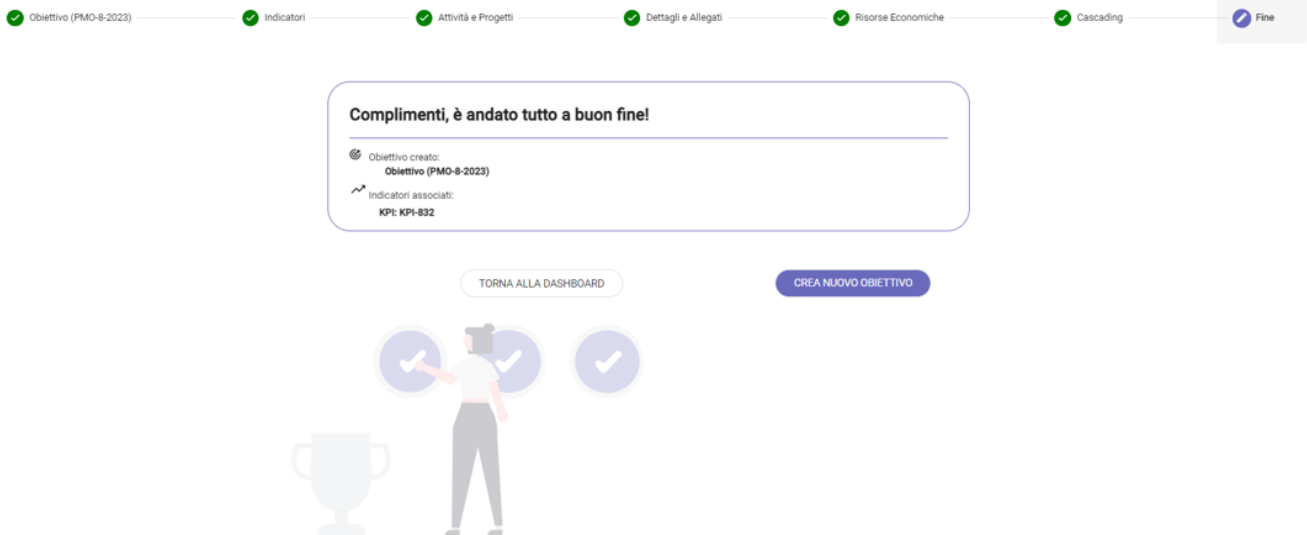 Obiettivo (PMO-8-2023) Indicatori Attività e Progetti Dettagli e Allegati Risorse Economiche Cascading Fine
Complimenti, è andato tutto a buon fine!
Obiettivo creato:
Obiettivo (PMO-8-2023)
Indicatori associati:
KPI: KPI-832
TORNA ALLA DASHBOARD CREA NUOVO OBIETTIVO